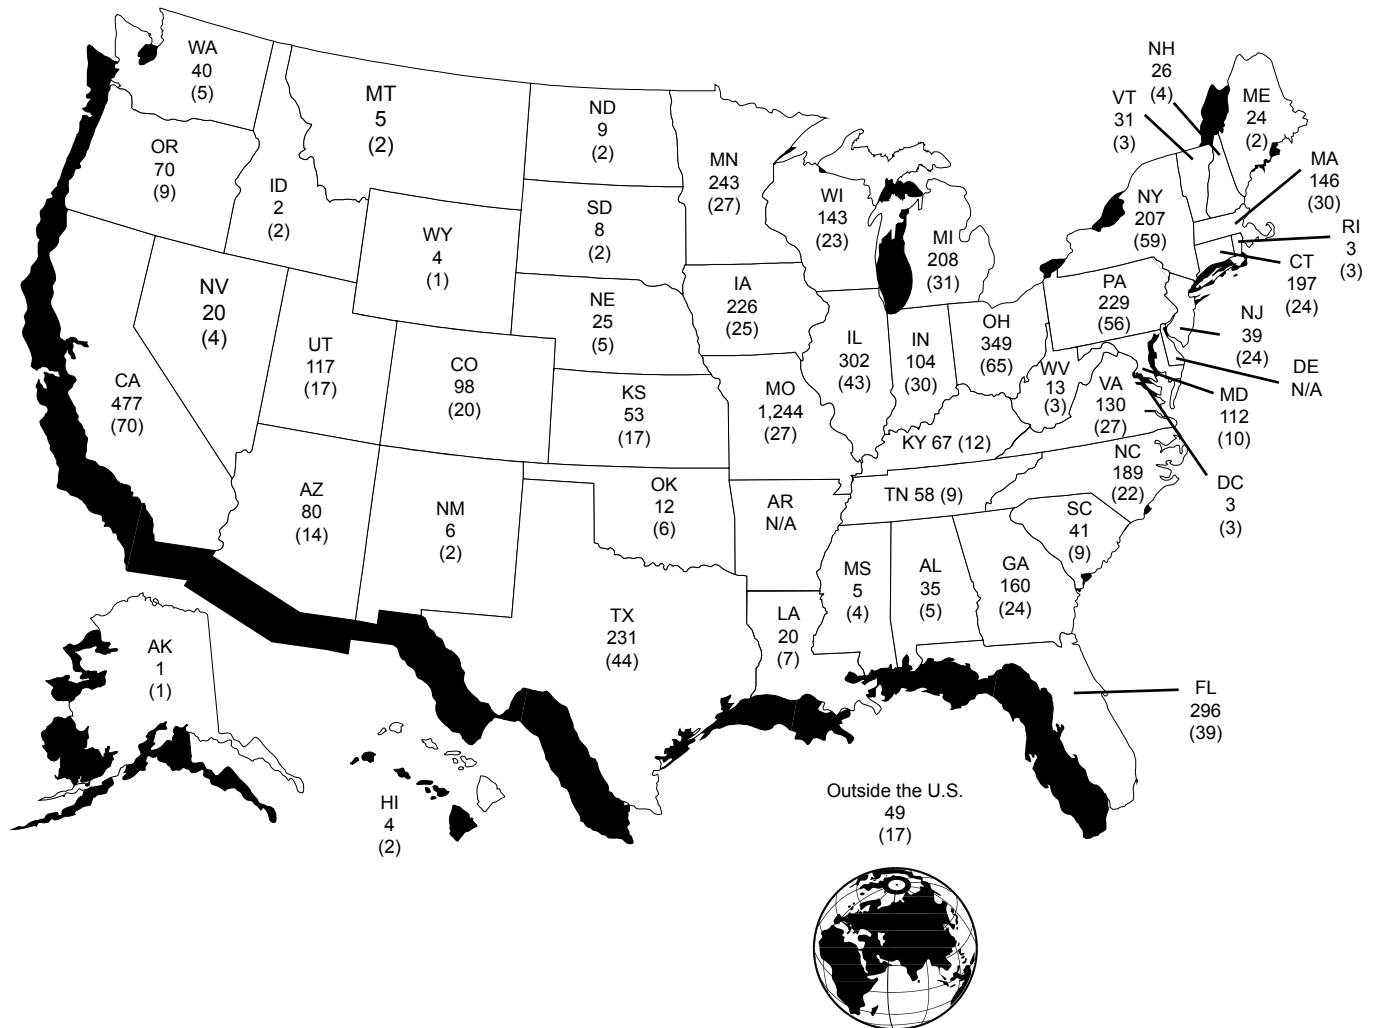 WA
40
(5)
MT
5
(2)
ND
9
(2)
MN
243
(27)
NH
26
(4)
VT
31
(3)
ME
24
(2)
MA
146
(30)
OR
70
(9)
ID
2
(2)
SD
8
(2)
WI
143
(23)
MI
208
(31)
NY
207
(59)
RI
3
(3)
WY
4
(1)
CT
197
(24)
NV
20
(4)
NE
25
(5)
IA
226
(25)
PA
229
(56)
NJ
39
(24)
UT
117
(17)
CO
98
(20)
IL
302
(43)
IN
104
(30)
OH
349
(65)
DE
N/A
CA
477
(70)
KS
53
(17)
MO
1,244
(27)
WV
13
(3)
VA
130
(27)
MD
112
(10)
KY 67 (12)
NC
189
(22)
DC
3
(3)
AZ
80
(14)
NM
6
(2)
OK
12
(6)
AR
N/A
TN 58 (9)
SC
41
(9)
MS
5
(4)
AL
35
(5)
GA
160
(24)
TX
231
(44)
LA
20
(7)
AK
1
(1)
FL
296
(39)
HI
4
(2)
Outside the U.S.
49
(17)